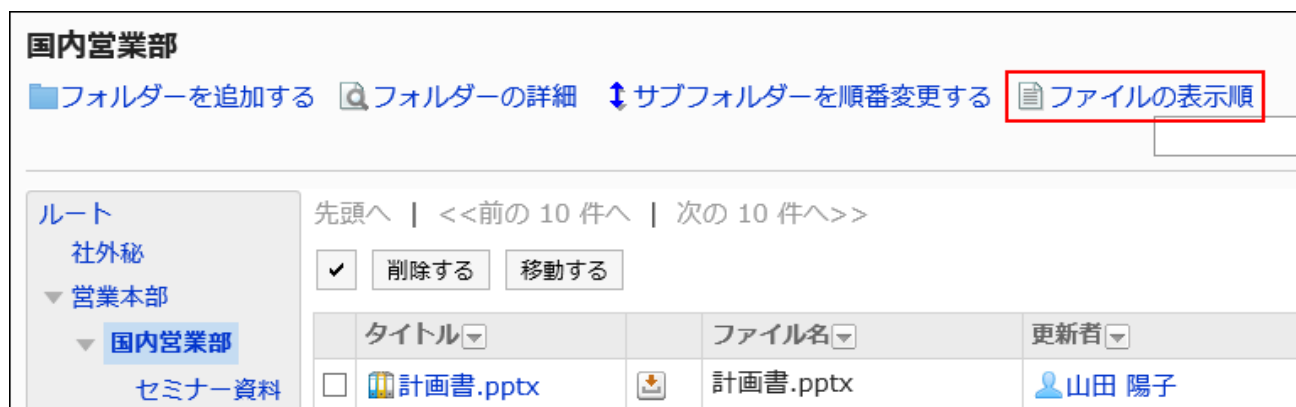 国内営業部
フォルダーを追加する フォルダーの詳細 サブフォルダーを順番変更する ファイルの表示順
ルート
社外秘
営業本部
国内営業部
セミナー資料
先頭へ | <<前の 10 件へ | 次の 10 件へ>>
削除する 移動する
タイトル ファイル名 更新者
計画書.pptx 計画書.pptx 山田 陽子